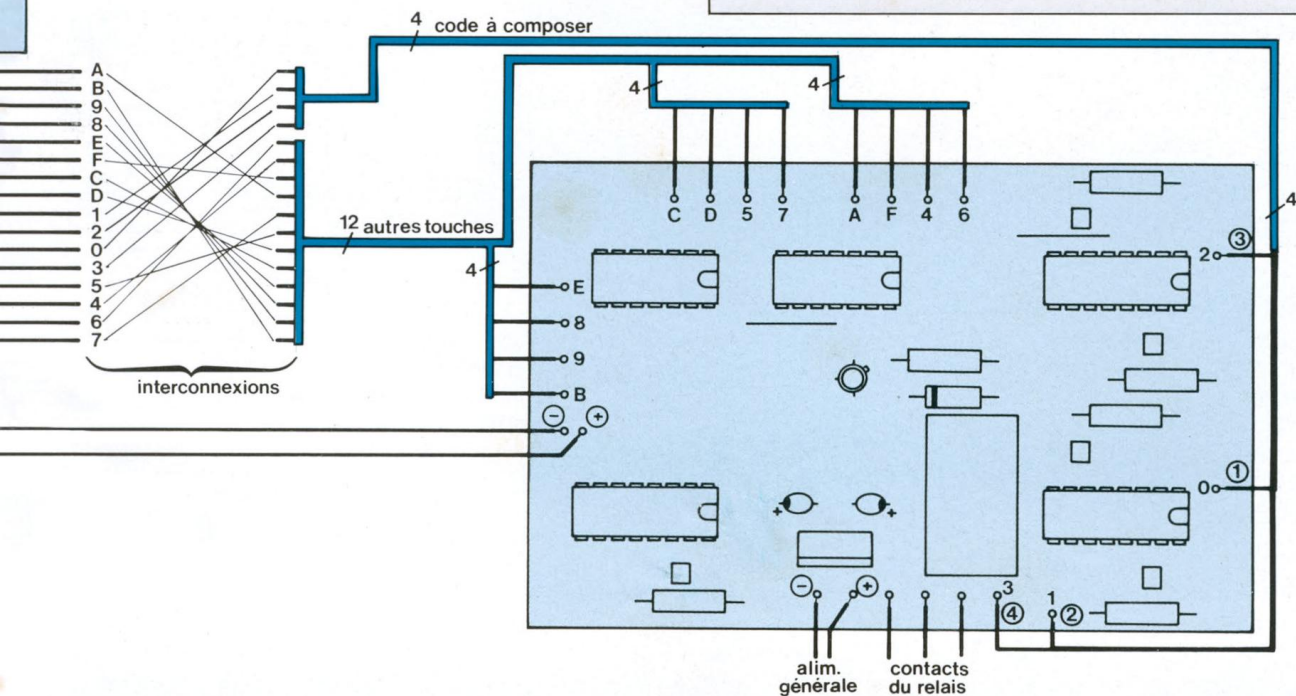 4 code à composer
4
4
4
A
B
9
8
E
F
C
D
1
2
0
3
5
4
6
7
12 autres touches
4
interconnexions
C D 5 7
A F 4 6
2 ③
E
8
9
B
− +
0 ①
− +
3 ④
1 ②
alim.
générale
contacts
du relais